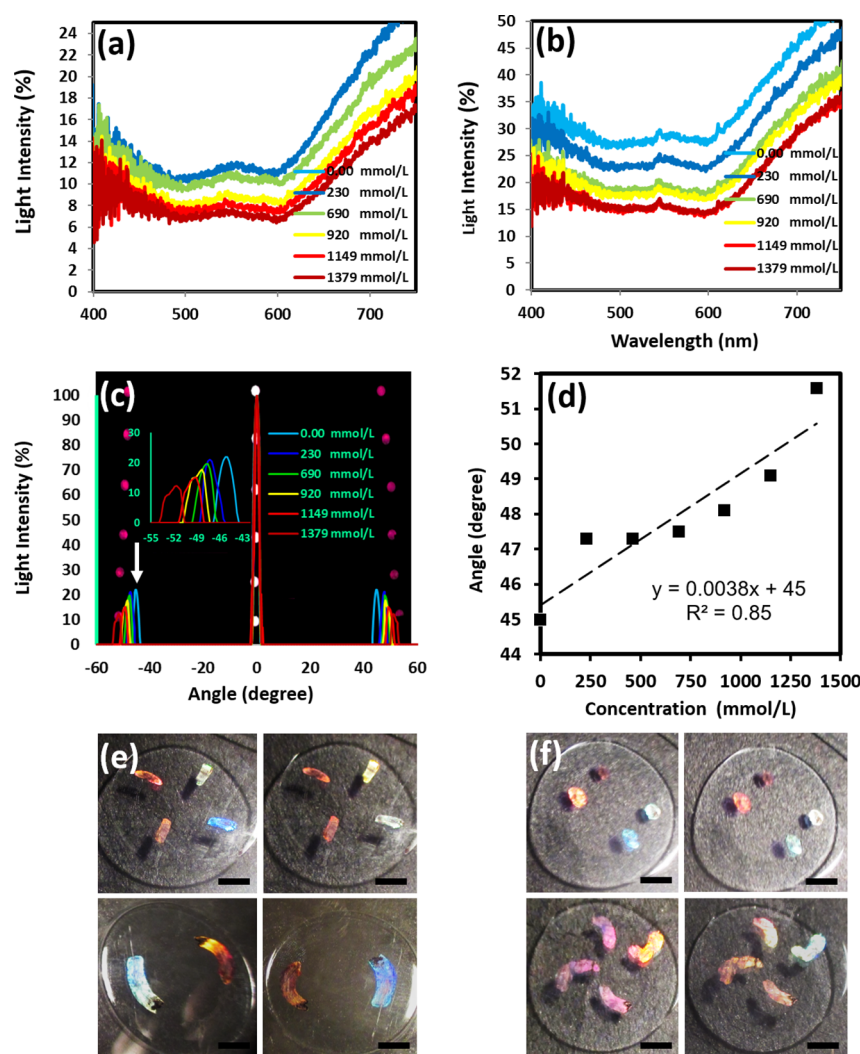 (a)
Light Intensity (%)
24
22
20
18
16
14
12
10
8
6
4
2
0
400 500 600 700
0.00 mmol/L
230 mmol/L
690 mmol/L
920 mmol/L
1149 mmol/L
1379 mmol/L
(b)
Light Intensity (%)
50
45
40
35
30
25
20
15
10
5
0
400 500 600 700
Wavelength (nm)
0.00 mmol/L
230 mmol/L
690 mmol/L
920 mmol/L
1149 mmol/L
1379 mmol/L
(c)
Light Intensity (%)
100
90
80
70
60
50
40
30
20
10
0
-60 -40 -20 0 20 40 60
Angle (degree)
30
20
10
0
-55 -52 -49 -46 -43
0.00 mmol/L
230 mmol/L
690 mmol/L
920 mmol/L
1149 mmol/L
1379 mmol/L
(d)
Angle (degree)
52
51
50
49
48
47
46
45
44
y = 0.0038x + 45
R² = 0.85
0 250 500 750 1000 1250 1500
Concentration (mmol/L)
(e)
(f)